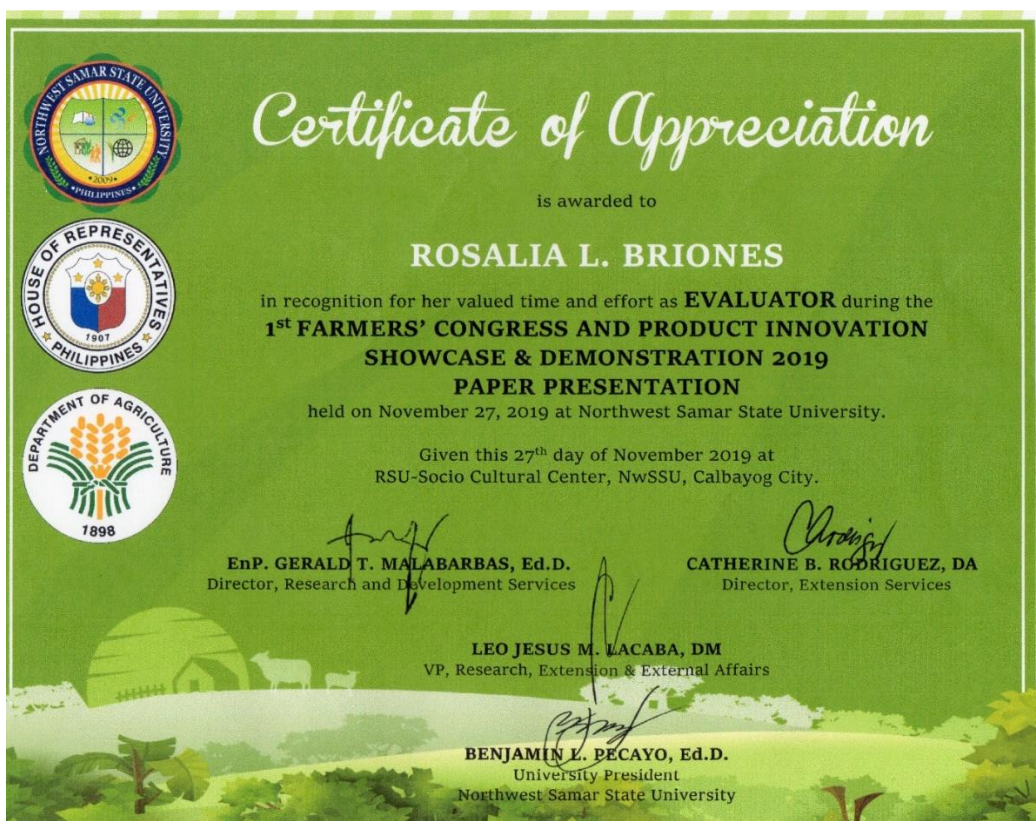 NORTHWEST SAMAR STATE UNIVERSITY
•2009•
•PHILIPPINES•
HOUSE OF REPRESENTATIVES
1907
PHILIPPINES
DEPARTMENT OF AGRICULTURE
1898
Certificate of Appreciation
is awarded to
ROSALIA L. BRIONES
in recognition for her valued time and effort as EVALUATOR during the
1st FARMERS' CONGRESS AND PRODUCT INNOVATION
SHOWCASE & DEMONSTRATION 2019
PAPER PRESENTATION
held on November 27, 2019 at Northwest Samar State University.
Given this 27th day of November 2019 at
RSU-Socio Cultural Center, NwSSU, Calbayog City.
EnP. GERALD T. MALABARBAS, Ed.D.
Director, Research and Development Services
CATHERINE B. RODRIGUEZ, DA
Director, Extension Services
LEO JESUS M. LACABA, DM
VP, Research, Extension & External Affairs
BENJAMIN L. PECAYO, Ed.D.
University President
Northwest Samar State University